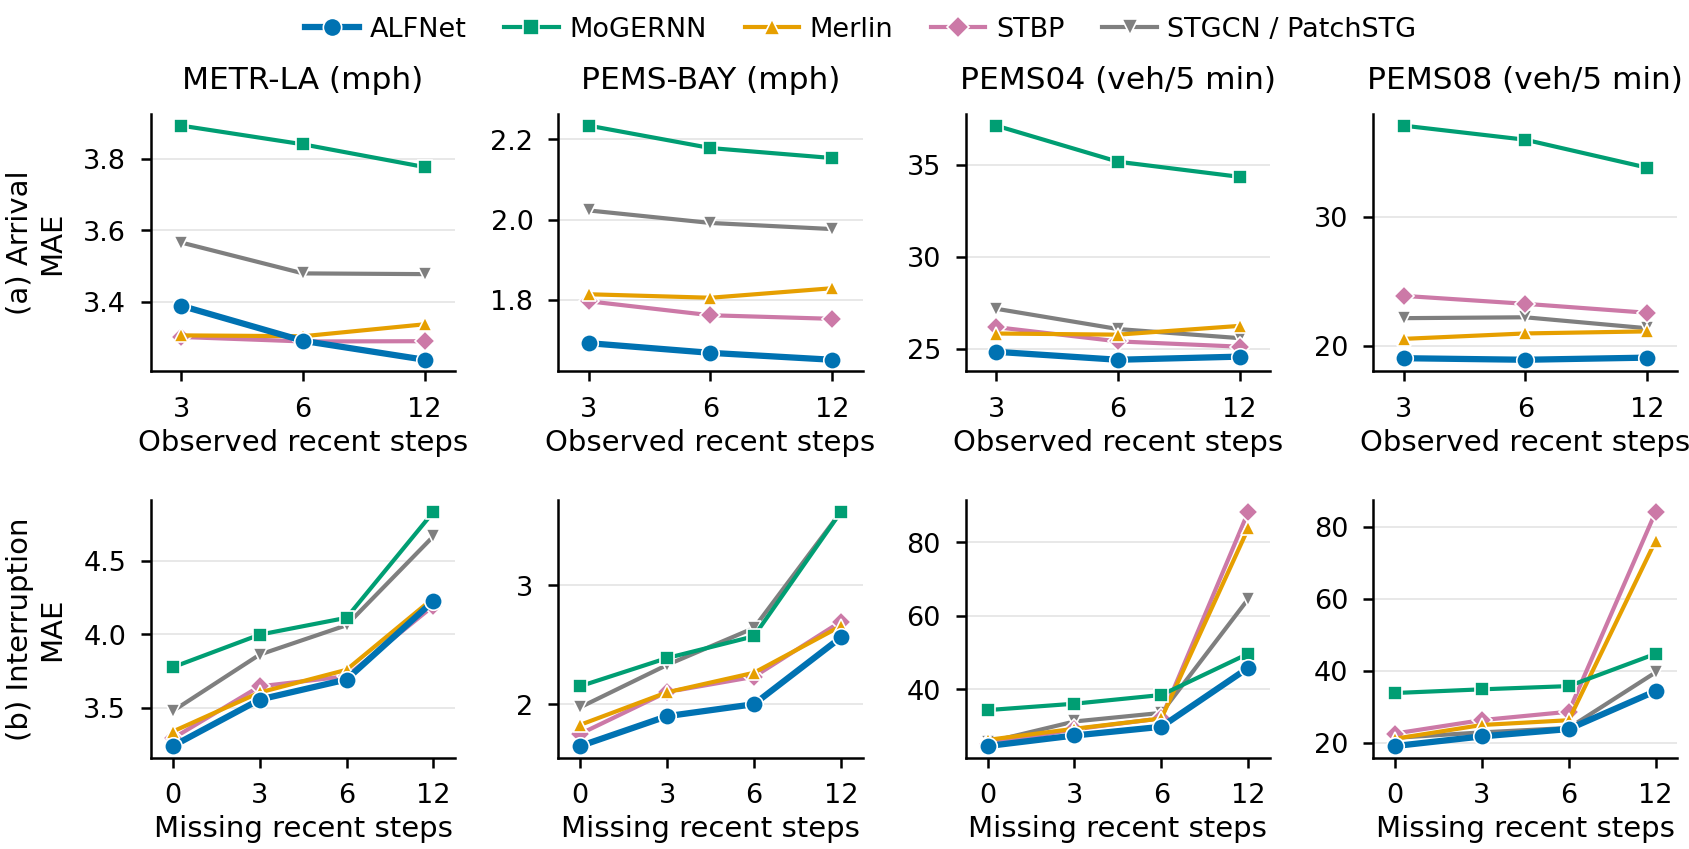 ALFNet MoGERNN Merlin STBP STGCN / PatchSTG
METR-LA (mph) PEMS-BAY (mph) PEMS04 (veh/5 min) PEMS08 (veh/5 min)
(a) Arrival
MAE
3.8
3.6
3.4
3 6 12
Observed recent steps
2.2
2.0
1.8
3 6 12
Observed recent steps
35
30
25
3 6 12
Observed recent steps
30
20
3 6 12
Observed recent steps
(b) Interruption
MAE
4.5
4.0
3.5
0 3 6 12
Missing recent steps
3
2
0 3 6 12
Missing recent steps
80
60
40
0 3 6 12
Missing recent steps
80
60
40
20
0 3 6 12
Missing recent steps